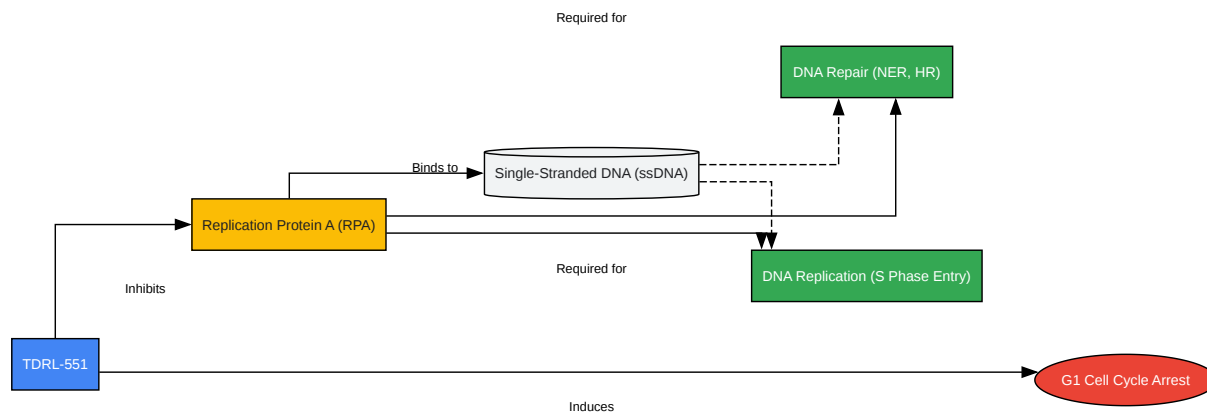 Required for
DNA Repair (NER, HR)
Binds to
Single-Stranded DNA (ssDNA)
Replication Protein A (RPA)
Required for
DNA Replication (S Phase Entry)
Inhibits
TDRL-551
G1 Cell Cycle Arrest
Induces